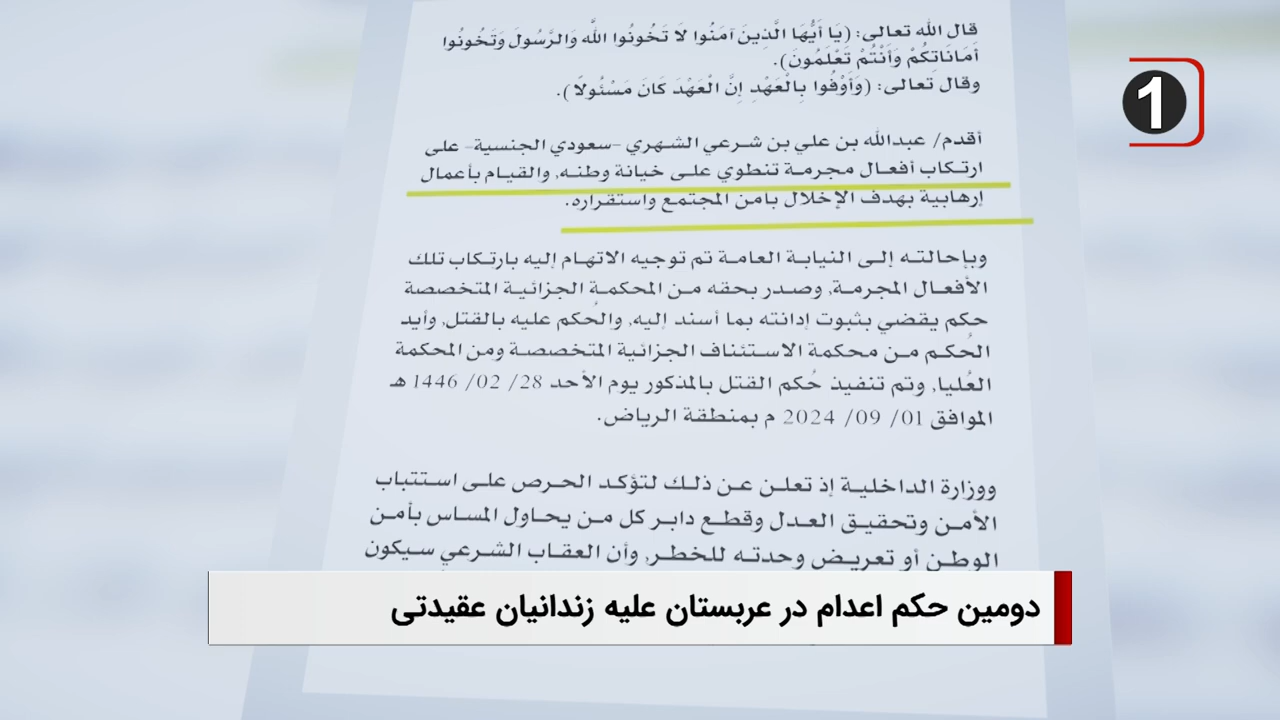 قال الله تعالى: (يَا أَيُّهَا الَّذِينَ آمَنُوا لَا تَخُونُوا اللَّه وَالرَّسُولَ وَتَخُونُوا
أَمَانَاتِكُمْ وَأَنْتُمْ تَعْلَمُونَ).
وقال تعالى: (وَأَوْفُوا بِالْعَهْدِ إِنَّ الْعَهْدَ كَانَ مَسْئُولًا).
1
أقدم/ عبدالله بن علي بن شرعي الشهري -سعودي الجنسية- على
ارتكاب أفعال مجرمة تنطوي على خيانة وطنه، والقيام بأعمال
إرهابية بهدف الإخلال بأمن المجتمع واستقراره.
وبإحالته إلى النيابة العامة تم توجيه الاتهام إليه بارتكاب تلك
الأفعال المجرمة، وصدر بحقه من المحكمة الجزائية المتخصصة
حكم يقضي بثبوت إدانته بما أسند إليه، والحُكم عليه بالقتل، وأيد
الحُكم من محكمة الاستئناف الجزائية المتخصصة ومن المحكمة
العُليا، وتم تنفيذ حُكم القتل بالمذكور يوم الأحد 28/ 02/ 1446 هـ
الموافق 01/ 09/ 2024 م بمنطقة الرياض.
ووزارة الداخلية إذ تعلن عن ذلك لتؤكد الحرص على استتباب
الأمن وتحقيق العدل وقطع دابر كل من يحاول المساس بأمن
الوطن أو تعريض وحدته للخطر، وأن العقاب الشرعي سيكون
دومین حکم اعدام در عربستان علیه زندانیان عقیدتی